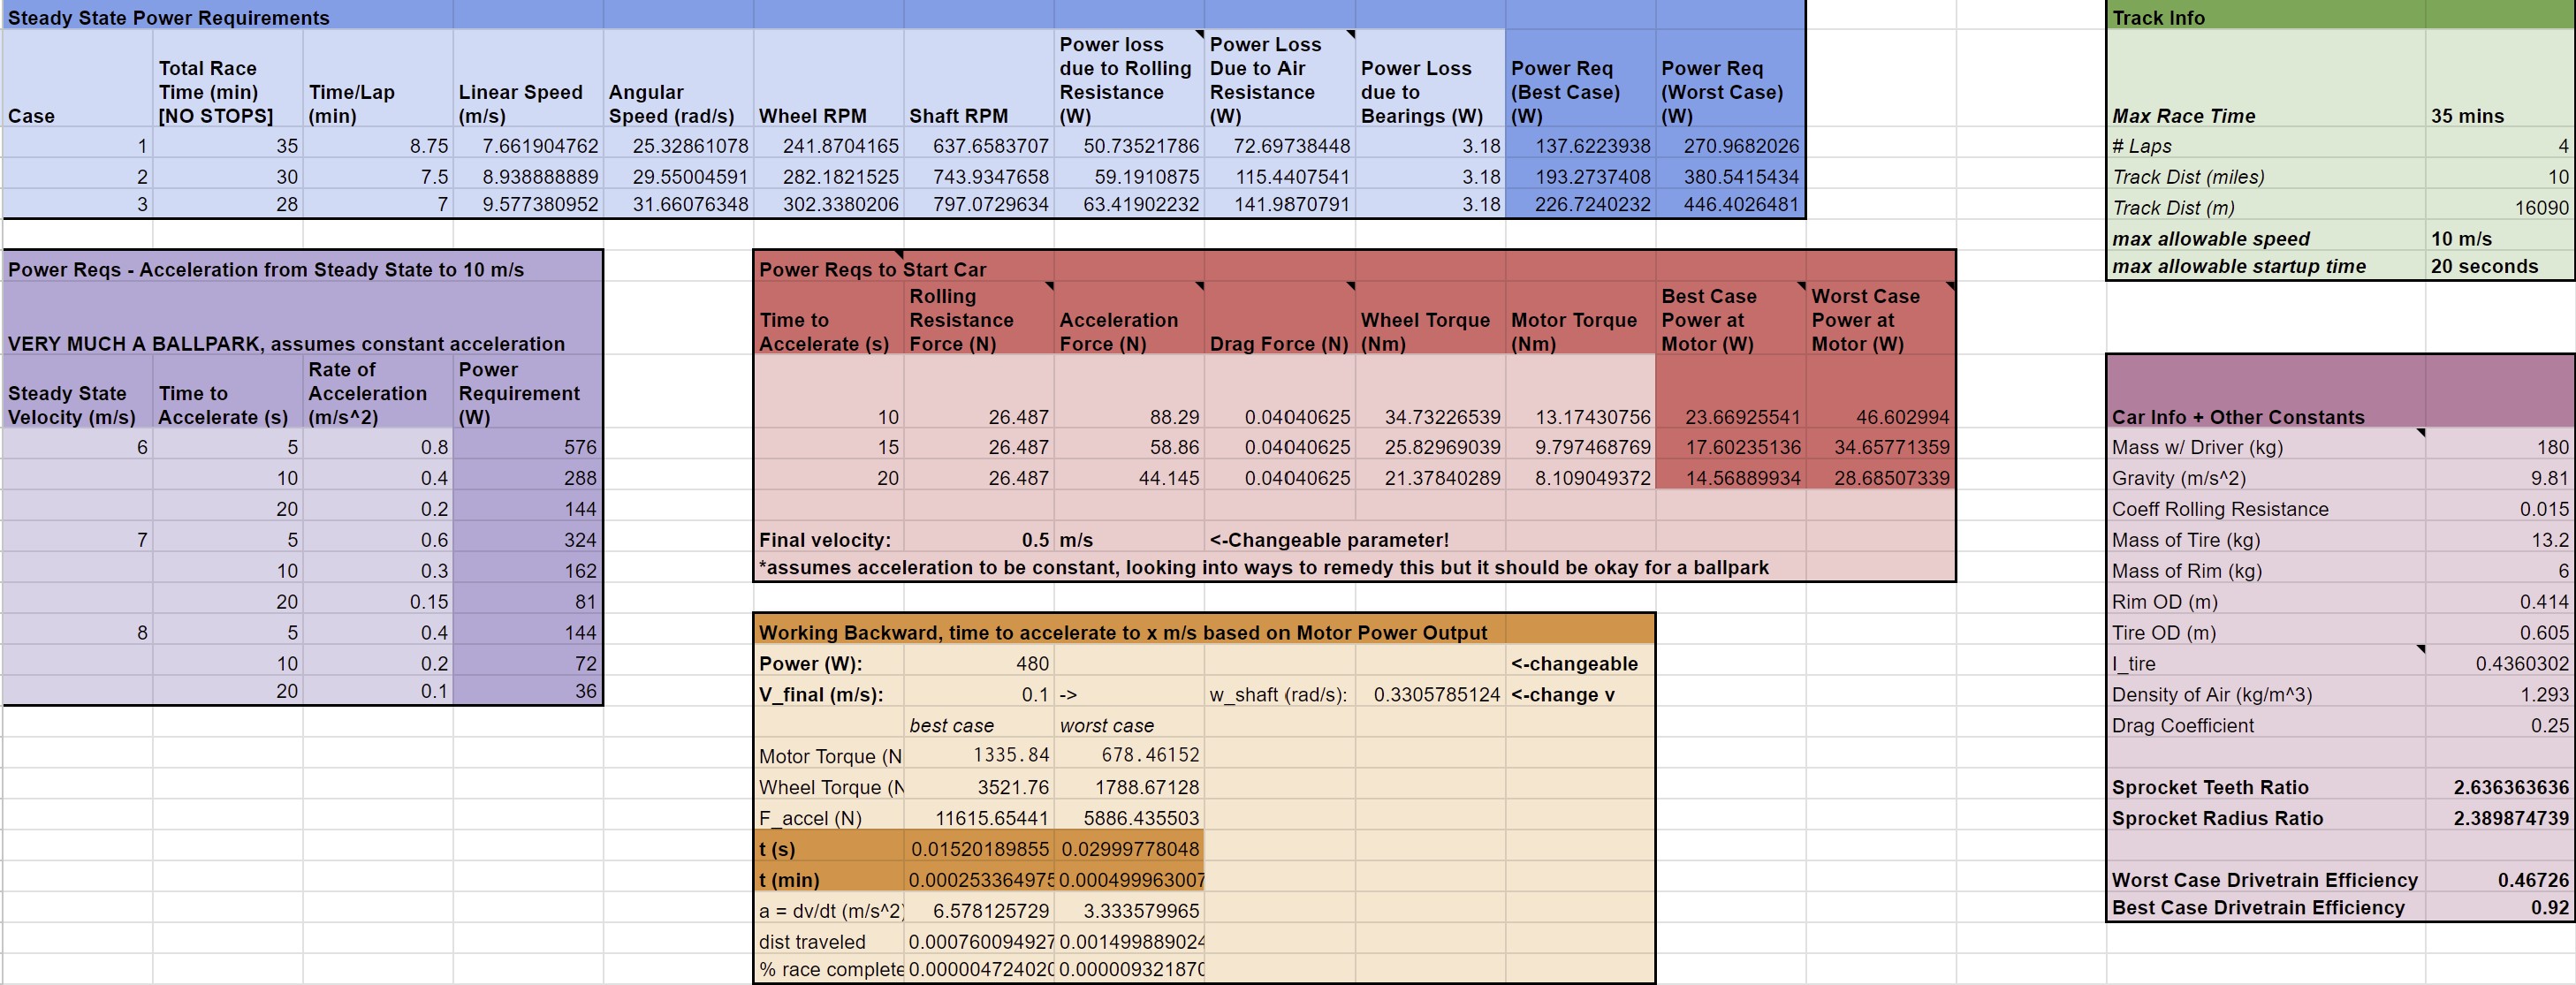 Steady State Power Requirements
Case	Total Race Time (min) [NO STOPS]	Time/Lap (min)	Linear Speed (m/s)	Angular Speed (rad/s)	Wheel RPM	Shaft RPM	Power loss due to Rolling Resistance (W)	Power Loss Due to Air Resistance (W)	Power Loss due to Bearings (W)	Power Req (Best Case) (W)	Power Req (Worst Case) (W)
1	35	8.75	7.661904762	25.32861078	241.8704165	637.6583707	50.73521786	72.69738448	3.18	137.6223938	270.9682026
2	30	7.5	8.938888889	29.55004591	282.1821525	743.9347658	59.1910875	115.4407541	3.18	193.2737408	380.5415434
3	28	7	9.577380952	31.66076348	302.3380206	797.0729634	63.41902232	141.9870791	3.18	226.7240232	446.4026481
Track Info
Max Race Time	35 mins
# Laps	4
Track Dist (miles)	10
Track Dist (m)	16090
max allowable speed	10 m/s
max allowable startup time	20 seconds
Power Reqs - Acceleration from Steady State to 10 m/s
VERY MUCH A BALLPARK, assumes constant acceleration
Steady State Velocity (m/s)	Time to Accelerate (s)	Rate of Acceleration (m/s^2)	Power Requirement (W)
6	5	0.8	576
10	0.4	288
20	0.2	144
7	5	0.6	324
10	0.3	162
20	0.15	81
8	5	0.4	144
10	0.2	72
20	0.1	36
Power Reqs to Start Car
Time to Accelerate (s)	Rolling Resistance Force (N)	Acceleration Force (N)	Drag Force (N)	Wheel Torque (Nm)	Motor Torque (Nm)	Best Case Power at Motor (W)	Worst Case Power at Motor (W)
10	26.487	88.29	0.04040625	34.73226539	13.17430756	23.66925541	46.602994
15	26.487	58.86	0.04040625	25.82969039	9.797468769	17.60235136	34.65771359
20	26.487	44.145	0.04040625	21.37840289	8.109049372	14.56889934	28.68507339
Final velocity:	0.5	m/s	<-Changeable parameter!
*assumes acceleration to be constant, looking into ways to remedy this but it should be okay for a ballpark
Working Backward, time to accelerate to x m/s based on Motor Power Output
Power (W):	480	<-changeable
V_final (m/s):	0.1	->	w_shaft (rad/s):	0.3305785124	<-change v
best case	worst case
Motor Torque (N	1335.84	678.46152
Wheel Torque (N	3521.76	1788.67128
F_accel (N)	11615.65441	5886.435503
t (s)	0.01520189855	0.02999778048
t (min)	0.000253364975	0.000499963007
a = dv/dt (m/s^2)	6.578125729	3.333579965
dist traveled	0.000760094927	0.001499889024
% race complete	0.000004724020	0.000009321870
Car Info + Other Constants
Mass w/ Driver (kg)	180
Gravity (m/s^2)	9.81
Coeff Rolling Resistance	0.015
Mass of Tire (kg)	13.2
Mass of Rim (kg)	6
Rim OD (m)	0.414
Tire OD (m)	0.605
I_tire	0.4360302
Density of Air (kg/m^3)	1.293
Drag Coefficient	0.25
Sprocket Teeth Ratio	2.636363636
Sprocket Radius Ratio	2.389874739
Worst Case Drivetrain Efficiency	0.46726
Best Case Drivetrain Efficiency	0.92